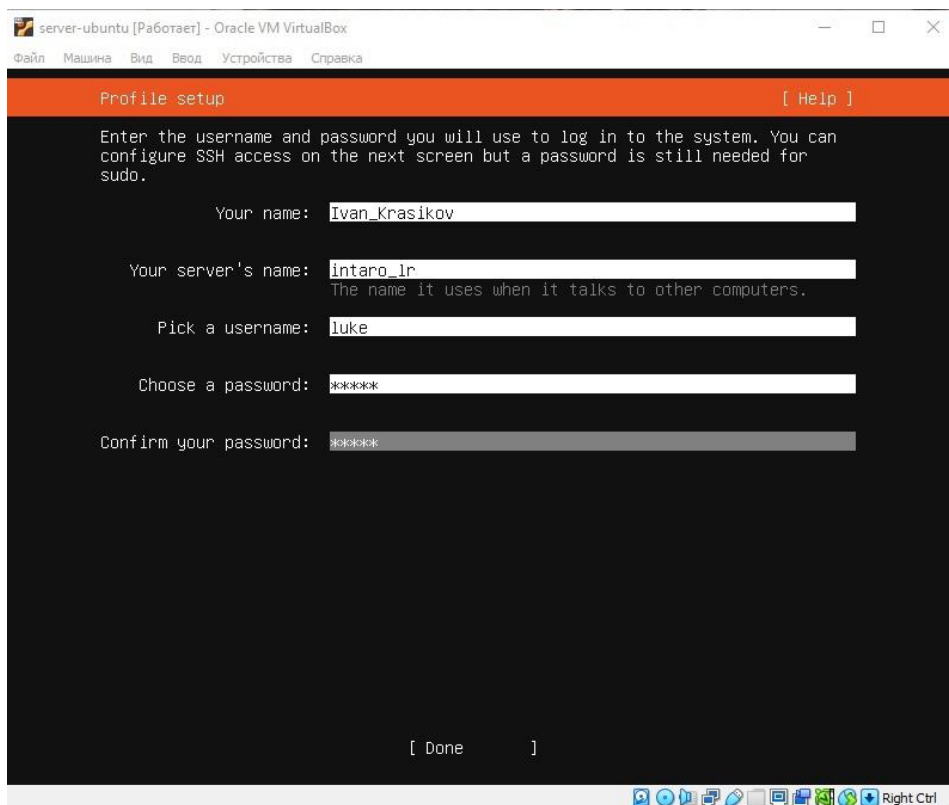 server-ubuntu [Работает] - Oracle VM VirtualBox
Файл Машина Вид Ввод Устройства Справка
Profile setup [ Help ]
Enter the username and password you will use to log in to the system. You can
configure SSH access on the next screen but a password is still needed for
sudo.
Your name: Ivan_Krasikov
Your server's name: intaro_lr
The name it uses when it talks to other computers.
Pick a username: luke
Choose a password: *****
Confirm your password: *****
[ Done ]
Right Ctrl